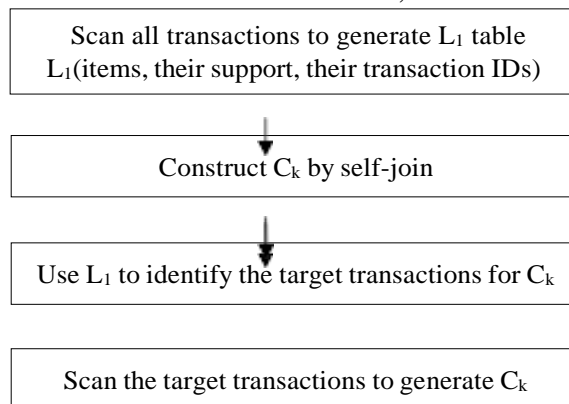 Scan all transactions to generate L₁ table
L₁(items, their support, their transaction IDs)
Construct Cₖ by self-join
Use L₁ to identify the target transactions for Cₖ
Scan the target transactions to generate Cₖ